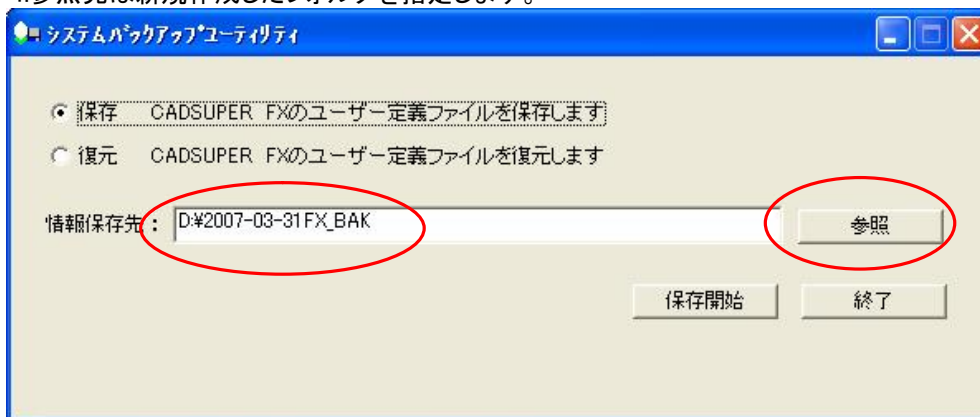 システムバックアップユーティリティ
保存 CADSUPER FXのユーザー定義ファイルを保存します
復元 CADSUPER FXのユーザー定義ファイルを復元します
情報保存先： D:¥2007-03-31FX_BAK 参照
保存開始 終了